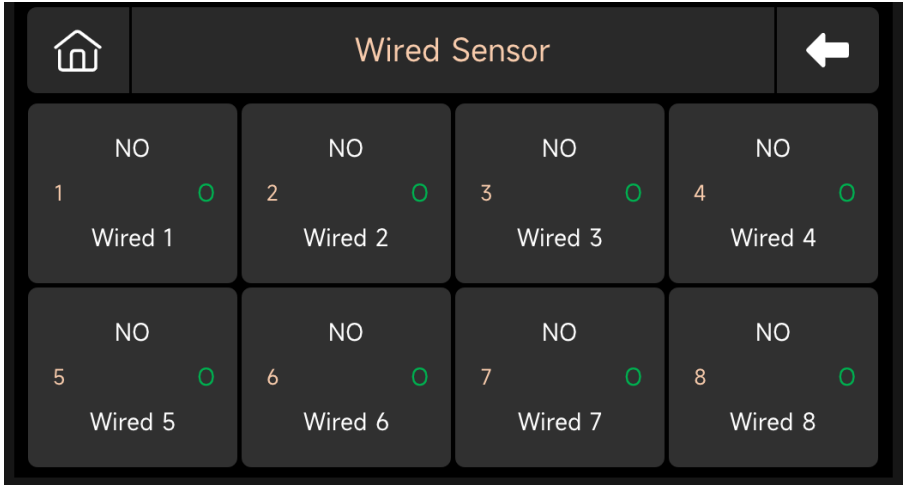 Wired Sensor
NO
1 O
Wired 1
NO
2 O
Wired 2
NO
3 O
Wired 3
NO
4 O
Wired 4
NO
5 O
Wired 5
NO
6 O
Wired 6
NO
7 O
Wired 7
NO
8 O
Wired 8